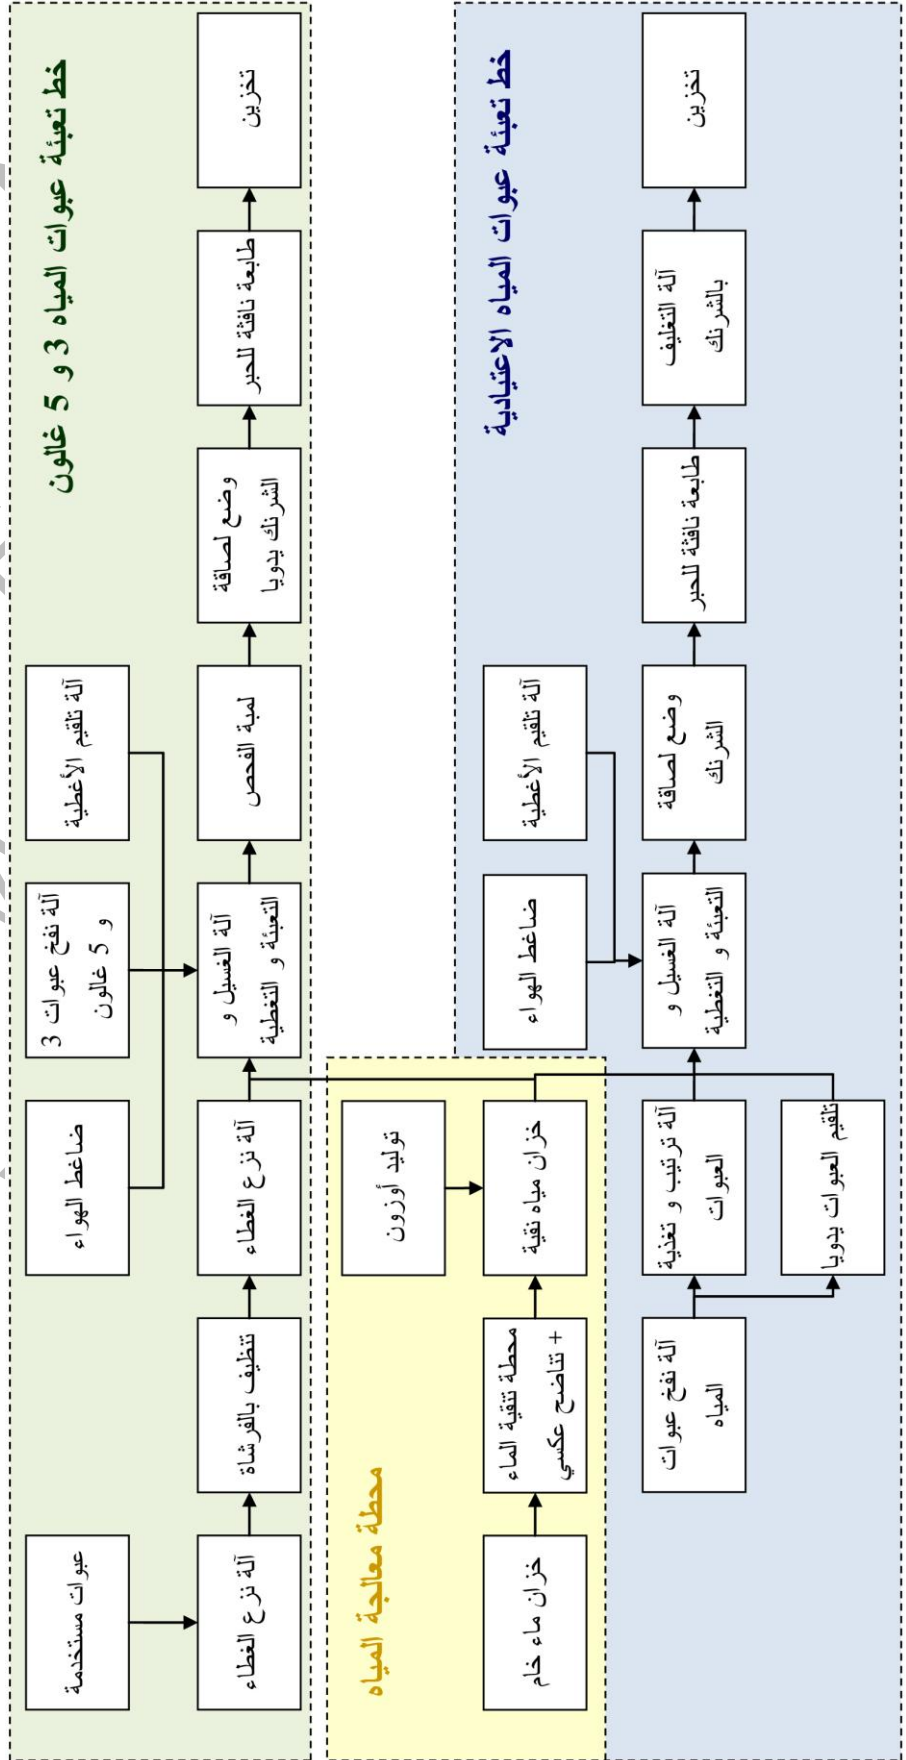 خط تعبئة عبوات المياه 3 و 5 غالون
عبوات مستخدمة
ضاغط الهواء
آلة نفخ عبوات 3
و 5 غالون
آلة تلقيم الأغطية
آلة نزع الغطاء
تنظيف بالفرشاة
آلة نزع الغطاء
آلة الغسيل و
التعبئة و التغطية
لمبة الفحص
وضع لصاقة
الشرنك يدويا
طابعة نافثة للحبر
تخزين
محطة معالجة المياه
توليد أوزون
خزان ماء خام
محطة تنقية الماء
+ تناضح عكسي
خزان مياه نقية
خط تعبئة عبوات المياه الاعتيادية
ضاغط الهواء
آلة تلقيم الأغطية
آلة نفخ عبوات
المياه
آلة ترتيب و تغذية
العبوات
آلة الغسيل و
التعبئة و التغطية
وضع لصاقة
الشرنك
طابعة نافثة للحبر
آلة التغليف
بالشرنك
تخزين
تلقيم العبوات يدويا